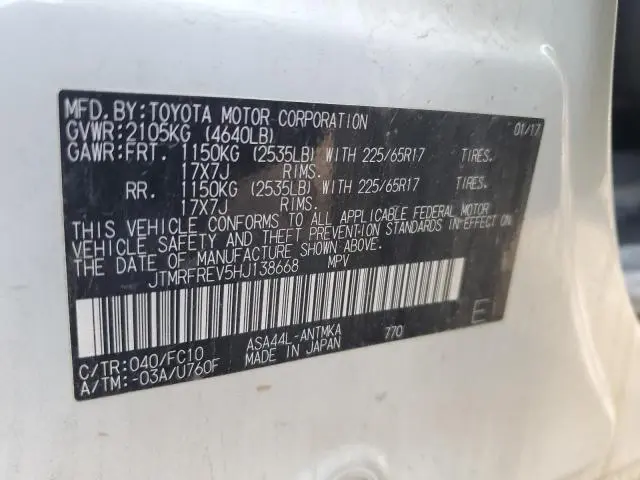 MFD.BY:TOYOTA MOTOR CORPORATION 01/17
GVWR:2105KG (4640LB)
GAWR:FRT. 1150KG (2535LB) WITH 225/65R17 TIRES.
17X7J RIMS.
RR. 1150KG (2535LB) WITH 225/65R17 TIRES.
17X7J RIMS.
THIS VEHICLE CONFORMS TO ALL APPLICABLE FEDERAL MOTOR
VEHICLE SAFETY AND THEFT PREVENTION STANDARDS IN EFFECT ON
THE DATE OF MANUFACTURE SHOWN ABOVE.
JTMRFREV5HJ138668 MPV
E
C/TR:040/FC10 ASA44L-ANTMKA 770
A/TM:-03A/U760F MADE IN JAPAN